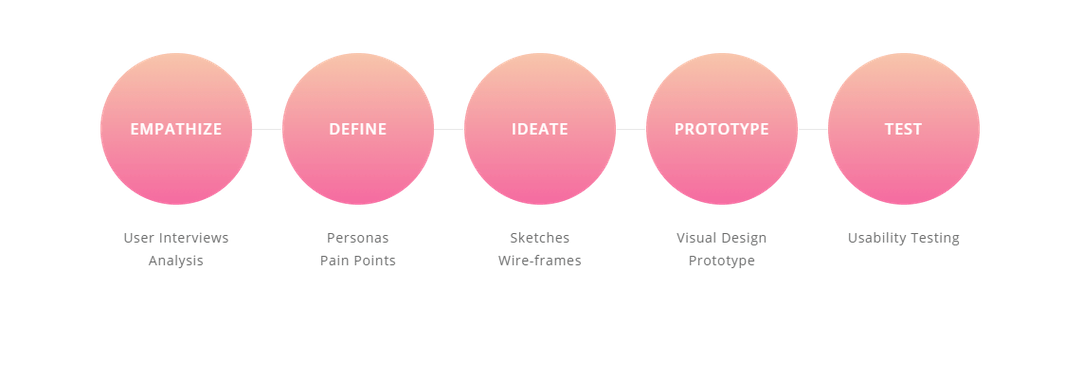 EMPATHIZE
DEFINE
IDEATE
PROTOTYPE
TEST
User Interviews
Analysis
Personas
Pain Points
Sketches
Wire-frames
Visual Design
Prototype
Usability Testing